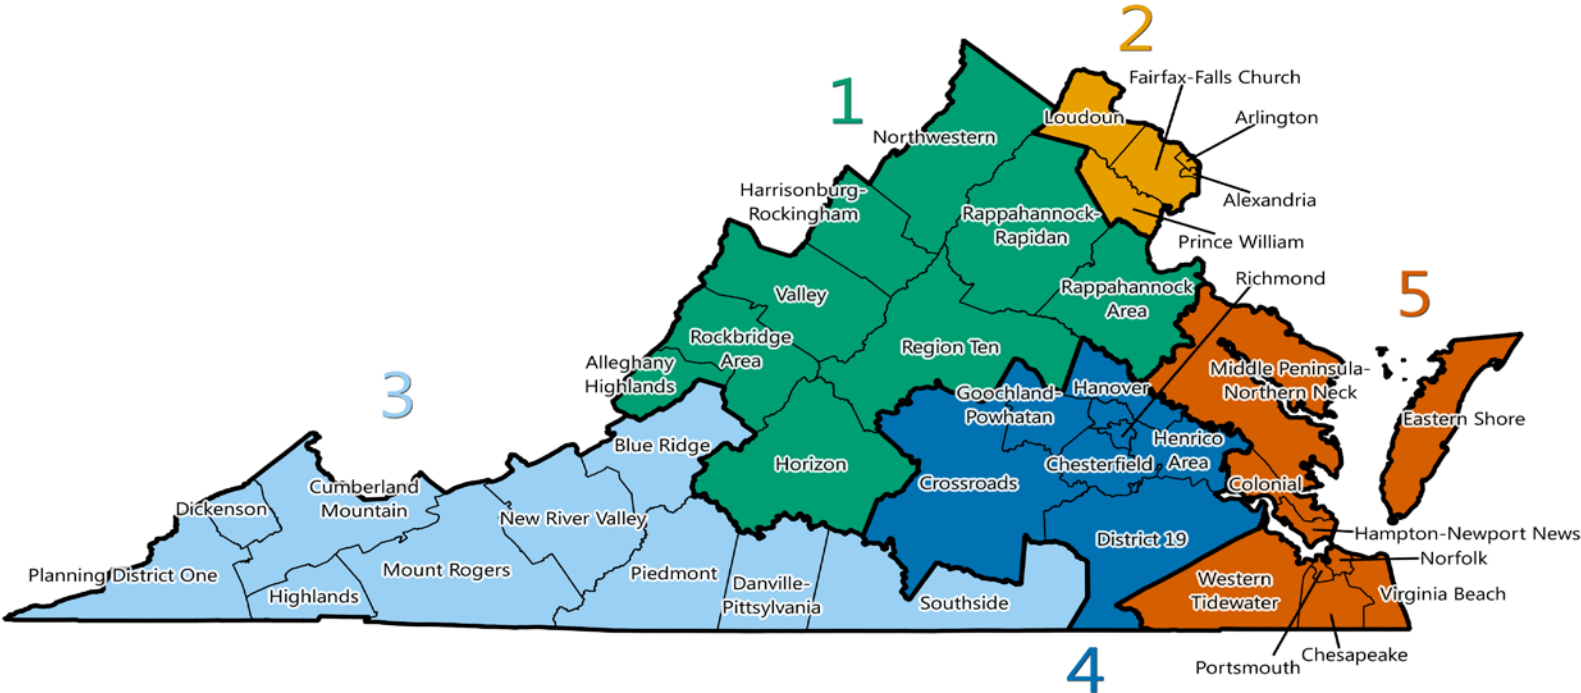 2
Fairfax-Falls Church
1
Loudoun
Arlington
Northwestern
Harrisonburg-
Rockingham
Alexandria
Rappahannock-
Rapidan
Prince William
Richmond
Valley
Rappahannock
Area
5
Rockbridge
Area
Region Ten
Alleghany
Highlands
Middle Peninsula-
Northern Neck
3
Goochland-
Powhatan
Hanover
Eastern Shore
Blue Ridge
Henrico
Area
Horizon
Chesterfield
Crossroads
Colonial
Cumberland
Mountain
Dickenson
New River Valley
Hampton-Newport News
District 19
Norfolk
Planning District One
Mount Rogers
Piedmont
Danville-
Pittsylvania
Western
Tidewater
Highlands
Southside
Virginia Beach
4
Portsmouth
Chesapeake